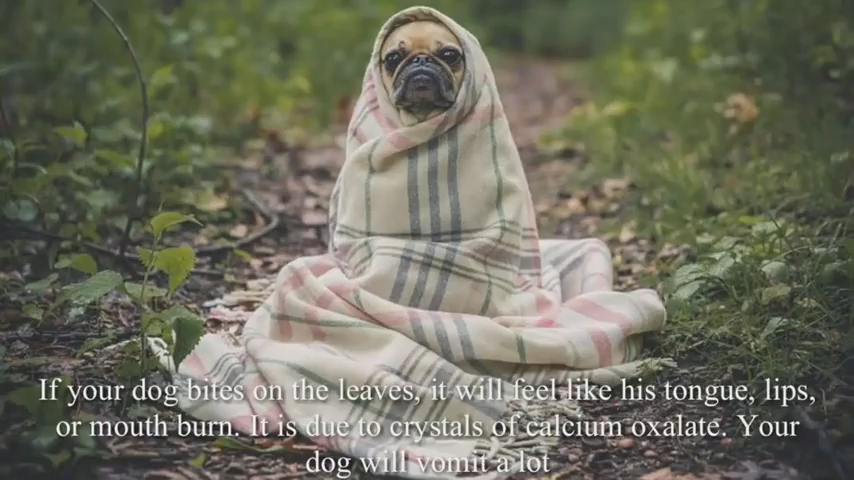 If your dog bites on the leaves, it will feel like his tongue, lips,
or mouth burn. It is due to crystals of calcium oxalate. Your
dog will vomit a lot